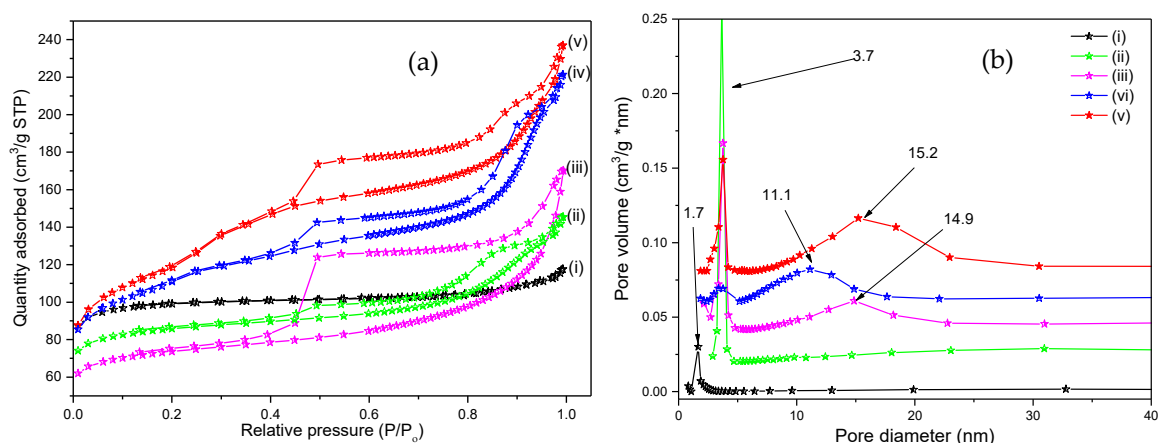 (a)
240
220
200
180
160
140
120
100
80
60
0.0
0.2
0.4
0.6
0.8
1.0
Quantity adsorbed (cm³/g STP)
Relative pressure (P/Pₒ)
(v)
(iv)
(iii)
(ii)
(i)
(b)
0.25
0.20
0.15
0.10
0.05
0.00
0
10
20
30
40
Pore volume (cm³/g *nm)
Pore diameter (nm)
3.7
15.2
11.1
14.9
1.7
(i)
(ii)
(iii)
(vi)
(v)